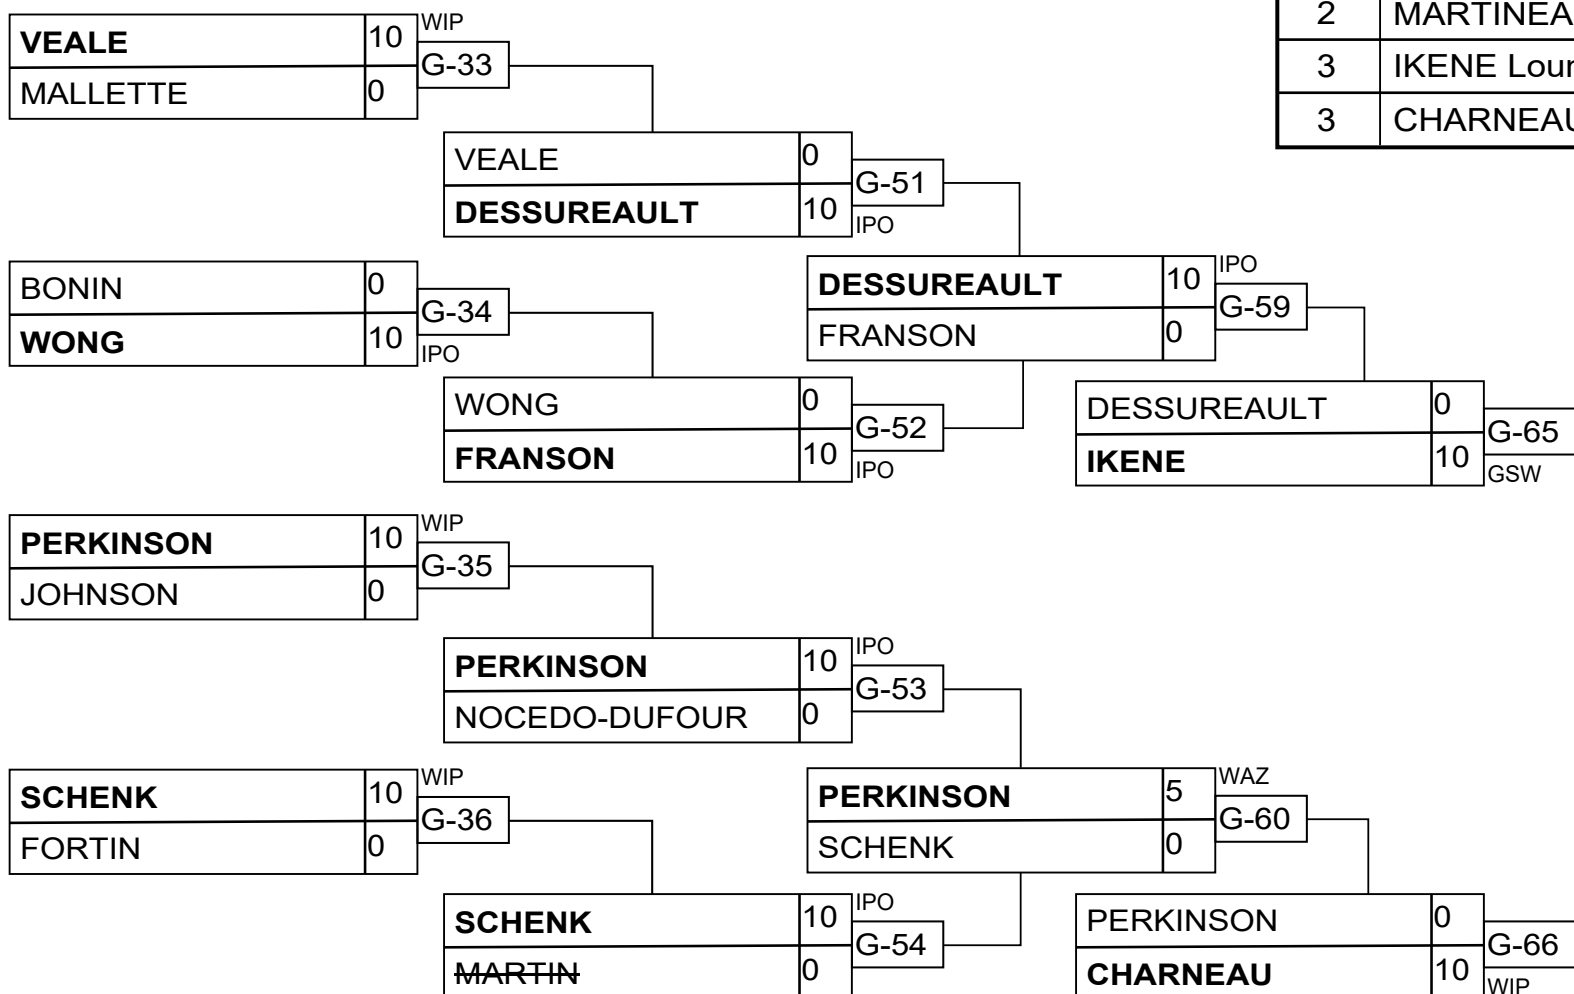 2 MARTINEA
3 IKENE Lour
3 CHARNEAU
VEALE 10 WIP
MALLETTE 0
G-33
VEALE 0
DESSUREAULT 10 IPO
G-51
BONIN 0
WONG 10 IPO
G-34
DESSUREAULT 10 IPO
FRANSON 0
G-59
WONG 0
FRANSON 10 IPO
G-52
DESSUREAULT 0
IKENE 10 GSW
G-65
PERKINSON 10 WIP
JOHNSON 0
G-35
PERKINSON 10 IPO
NOCEDO-DUFOUR 0
G-53
SCHENK 10 WIP
FORTIN 0
G-36
PERKINSON 5 WAZ
SCHENK 0
G-60
SCHENK 10 IPO
MARTIN 0
G-54
PERKINSON 0
CHARNEAU 10 WIP
G-66